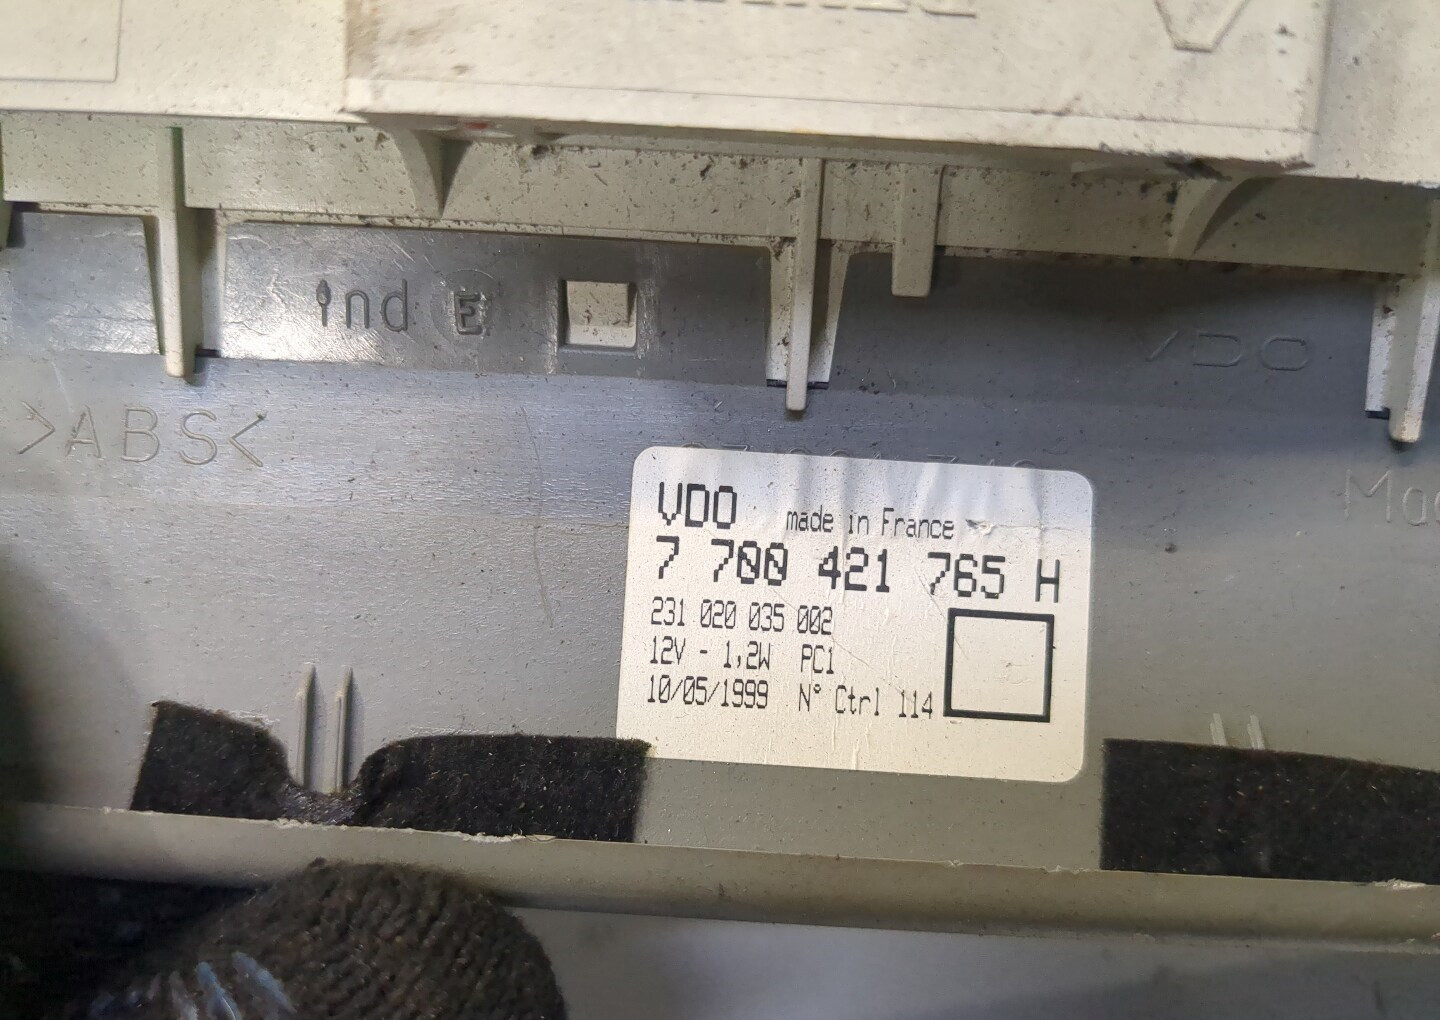 ind E
VDO
>ABS<
VDO made in France
7 700 421 765 H
231 020 035 002
12V - 1,2W PC1
10/05/1999 N° Ctrl 114